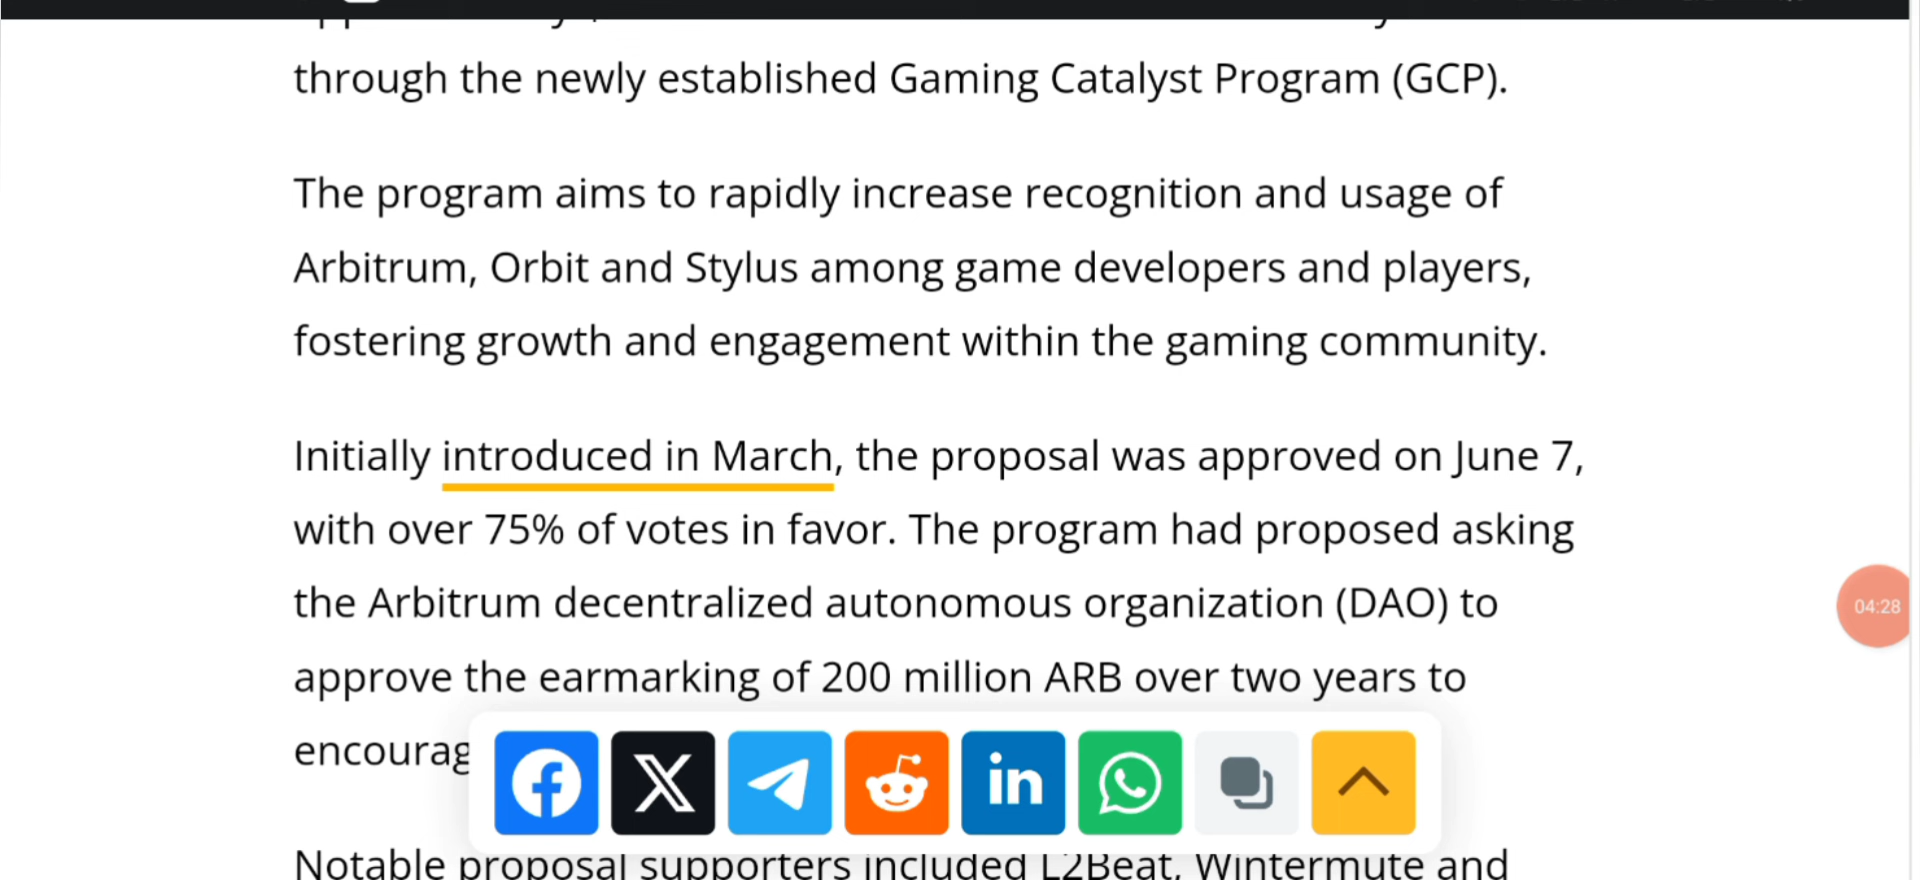 through the newly established Gaming Catalyst Program (GCP).
The program aims to rapidly increase recognition and usage of
Arbitrum, Orbit and Stylus among game developers and players,
fostering growth and engagement within the gaming community.
Initially introduced in March, the proposal was approved on June 7,
with over 75% of votes in favor. The program had proposed asking
the Arbitrum decentralized autonomous organization (DAO) to
04:28
approve the earmarking of 200 million ARB over two years to
encourag
Notable proposal supporters included L2Beat, Wintermute and